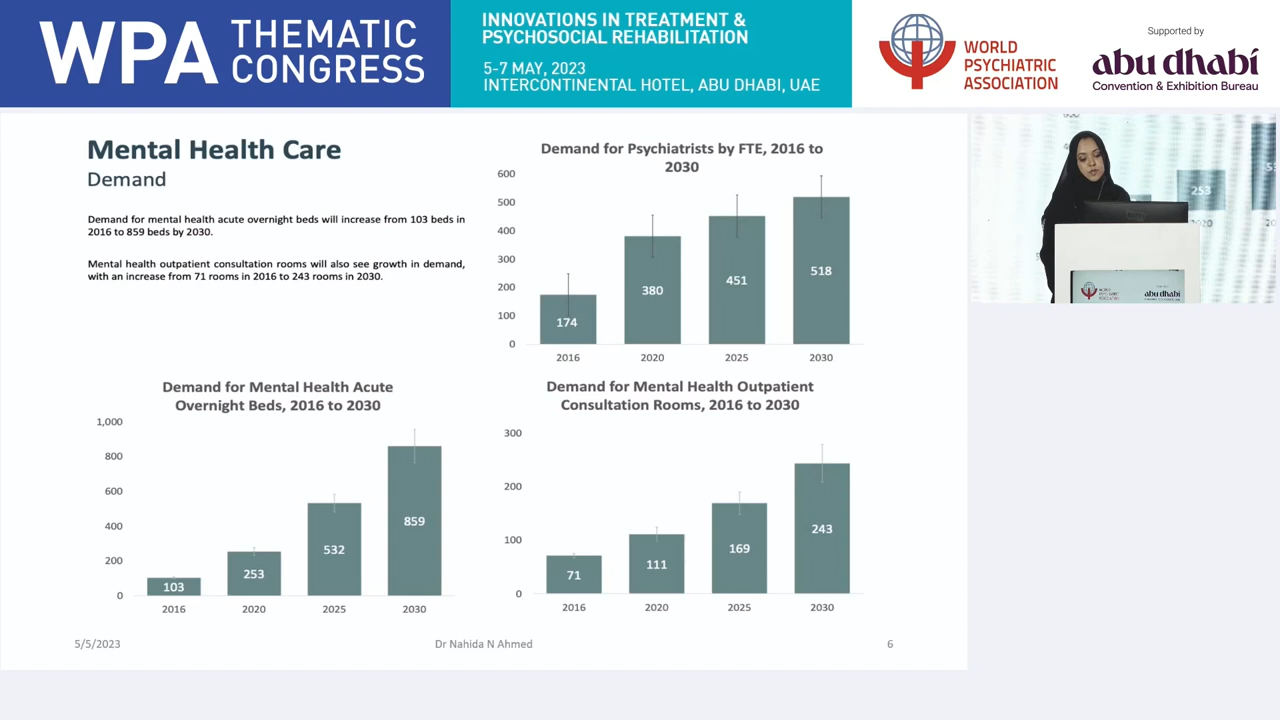 WPA THEMATIC
CONGRESS
INNOVATIONS IN TREATMENT &
PSYCHOSOCIAL REHABILITATION
5-7 MAY, 2023
INTERCONTINENTAL HOTEL, ABU DHABI, UAE
WORLD
PSYCHIATRIC
ASSOCIATION
Supported by
abu dhabi
Convention & Exhibition Bureau
Mental Health Care
Demand
Demand for mental health acute overnight beds will increase from 103 beds in
2016 to 859 beds by 2030.
Mental health outpatient consultation rooms will also see growth in demand,
with an increase from 71 rooms in 2016 to 243 rooms in 2030.
Demand for Psychiatrists by FTE, 2016 to
2030
600
500
400
300
200
100
0
174
380
451
518
2016 2020 2025 2030
Demand for Mental Health Acute
Overnight Beds, 2016 to 2030
1,000
800
600
400
200
0
103
253
532
859
2016 2020 2025 2030
Demand for Mental Health Outpatient
Consultation Rooms, 2016 to 2030
300
200
100
0
71
111
169
243
2016 2020 2025 2030
5/5/2023 Dr Nahida N Ahmed 6
253
abu dhabi